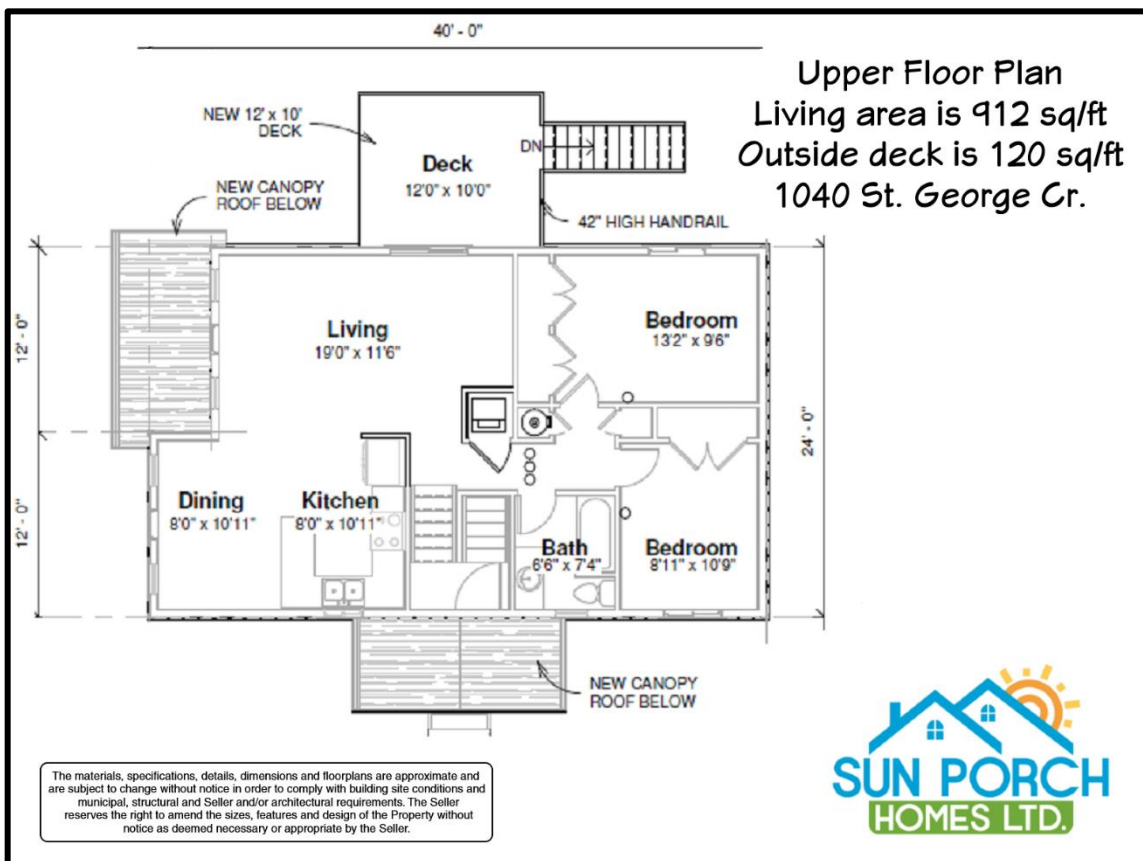 40' - 0"
Upper Floor Plan
Living area is 912 sq/ft
Outside deck is 120 sq/ft
1040 St. George Cr.
NEW 12' x 10'
DECK
Deck
12'0" x 10'0"
DN
NEW CANOPY
ROOF BELOW
42" HIGH HANDRAIL
12' - 0"
Living
19'0" x 11'6"
Bedroom
13'2" x 9'6"
24' - 0"
12' - 0"
Dining
8'0" x 10'11"
Kitchen
8'0" x 10'11"
Bath
6'6" x 7'4"
Bedroom
8'11" x 10'9"
NEW CANOPY
ROOF BELOW
The materials, specifications, details, dimensions and floorplans are approximate and
are subject to change without notice in order to comply with building site conditions and
municipal, structural and Seller and/or architectural requirements. The Seller
reserves the right to amend the sizes, features and design of the Property without
notice as deemed necessary or appropriate by the Seller.
SUN PORCH
HOMES LTD.